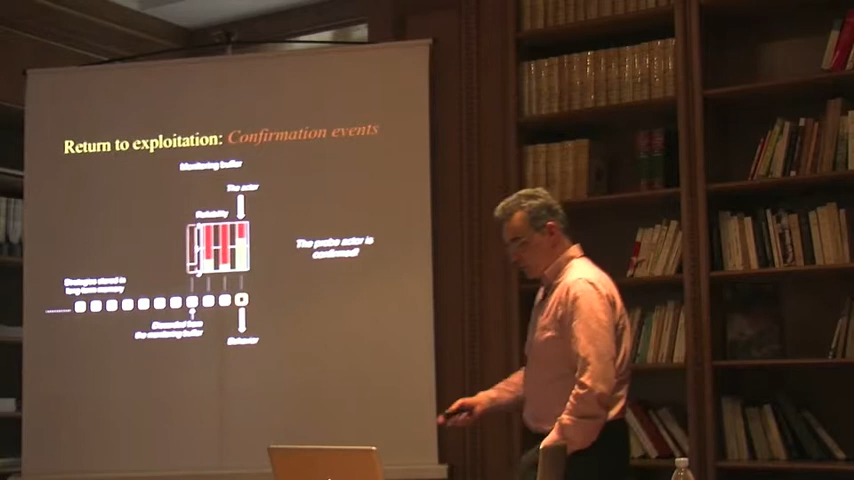 Return to exploitation: Confirmation events
Monitoring buffer
The actor
Reliability
The probe actor is
confirmed?
Strategies stored in
long term memory
Discarded from
the monitoring buffer
Behavior